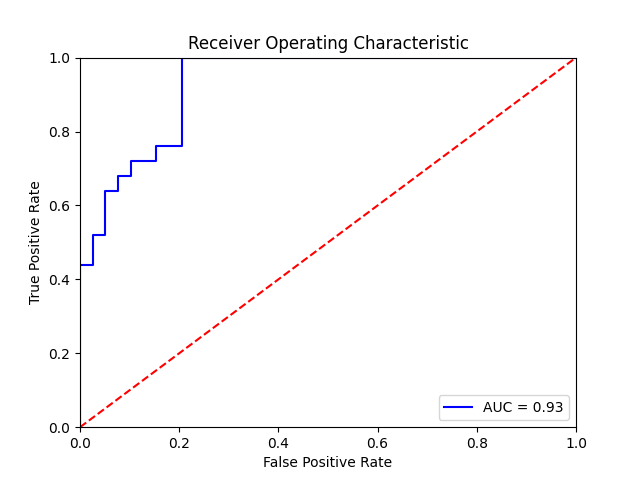 Receiver Operating Characteristic
1.0
0.8
0.6
0.4
0.2
0.0
True Positive Rate
AUC = 0.93
0.0 0.2 0.4 0.6 0.8 1.0
False Positive Rate